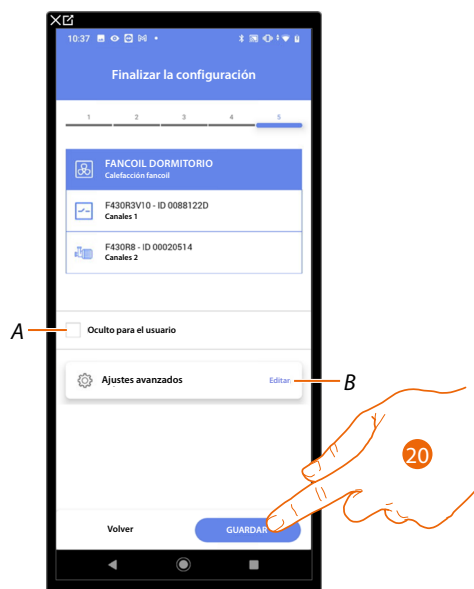 10:37
Finalizar la configuración
1 2 3 4 5
FANCOIL DORMITORIO
Calefacción fancoil
F430R3V10 - ID 0088122D
Canales 1
F430R8 - ID 00020514
Canales 2
A
Oculto para el usuario
Ajustes avanzados
Editar
B
20
Volver
GUARDAR